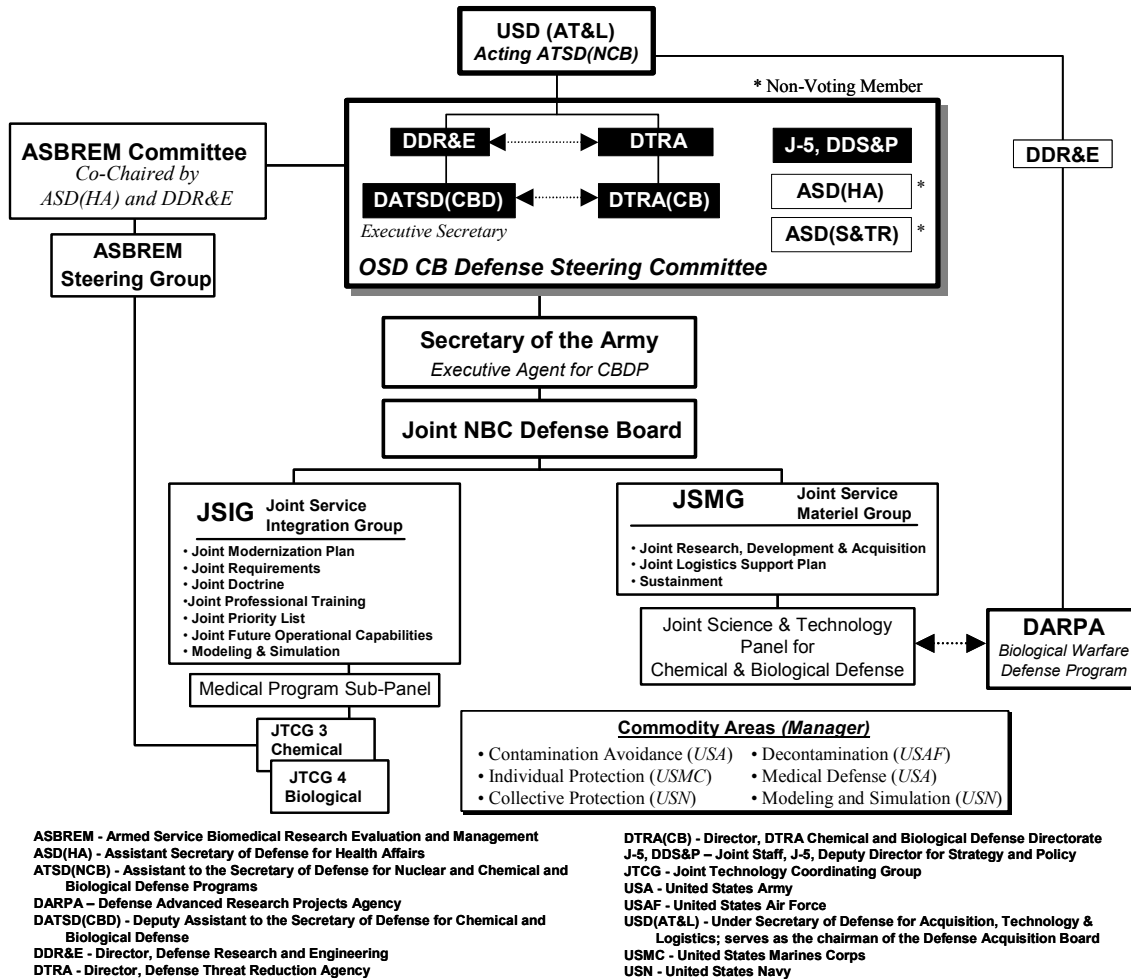 USD (AT&L)
Acting ATSD(NCB)
* Non-Voting Member
ASBREM Committee
Co-Chaired by
ASD(HA) and DDR&E
ASBREM
Steering Group
DDR&E
DTRA
J-5, DDS&P
DATSD(CBD)
DTRA(CB)
ASD(HA)
*
Executive Secretary
ASD(S&TR)
*
OSD CB Defense Steering Committee
DDR&E
Secretary of the Army
Executive Agent for CBDP
Joint NBC Defense Board
JSIG Joint Service
Integration Group
• Joint Modernization Plan
• Joint Requirements
• Joint Doctrine
•Joint Professional Training
• Joint Priority List
• Joint Future Operational Capabilities
• Modeling & Simulation
JSMG Joint Service
Materiel Group
• Joint Research, Development & Acquisition
• Joint Logistics Support Plan
• Sustainment
Medical Program Sub-Panel
JTCG 3
Chemical
JTCG 4
Biological
Joint Science & Technology
Panel for
Chemical & Biological Defense
DARPA
Biological Warfare
Defense Program
Commodity Areas (Manager)
• Contamination Avoidance (USA)
• Individual Protection (USMC)
• Collective Protection (USN)
• Decontamination (USAF)
• Medical Defense (USA)
• Modeling and Simulation (USN)
ASBREM - Armed Service Biomedical Research Evaluation and Management
ASD(HA) - Assistant Secretary of Defense for Health Affairs
ATSD(NCB) - Assistant to the Secretary of Defense for Nuclear and Chemical and
Biological Defense Programs
DARPA – Defense Advanced Research Projects Agency
DATSD(CBD) - Deputy Assistant to the Secretary of Defense for Chemical and
Biological Defense
DDR&E - Director, Defense Research and Engineering
DTRA - Director, Defense Threat Reduction Agency
DTRA(CB) - Director, DTRA Chemical and Biological Defense Directorate
J-5, DDS&P – Joint Staff, J-5, Deputy Director for Strategy and Policy
JTCG - Joint Technology Coordinating Group
USA - United States Army
USAF - United States Air Force
USD(AT&L) - Under Secretary of Defense for Acquisition, Technology &
Logistics; serves as the chairman of the Defense Acquisition Board
USMC - United States Marines Corps
USN - United States Navy